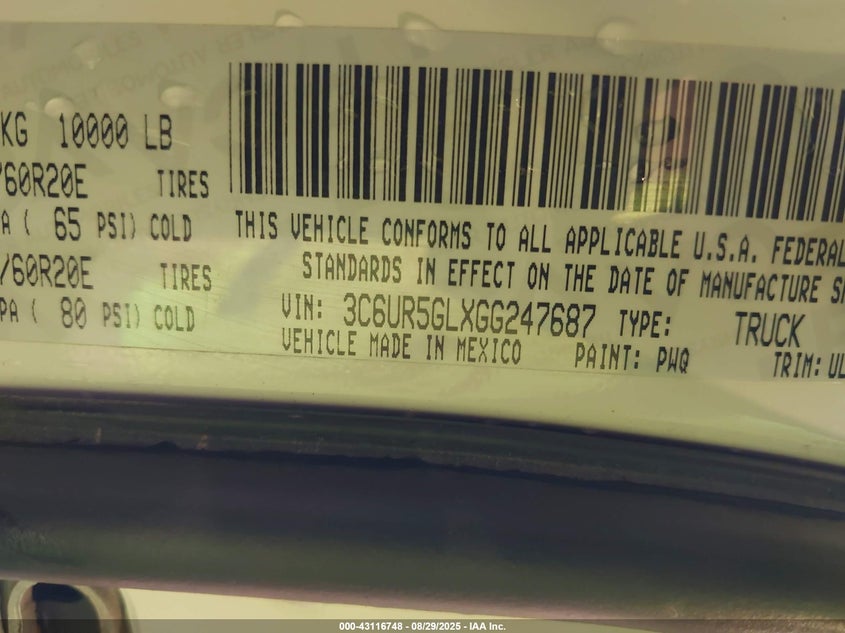 KG 10000 LB
/60R20E TIRES
A ( 65 PSI) COLD
/60R20E TIRES
PA ( 80 PSI) COLD
THIS VEHICLE CONFORMS TO ALL APPLICABLE U.S.A. FEDERAL
STANDARDS IN EFFECT ON THE DATE OF MANUFACTURE
VIN: 3C6UR5GLXGG247687 TYPE: TRUCK
VEHICLE MADE IN MEXICO PAINT: PWQ TRIM: UL
000-43116748 - 08/29/2025 - IAA Inc.